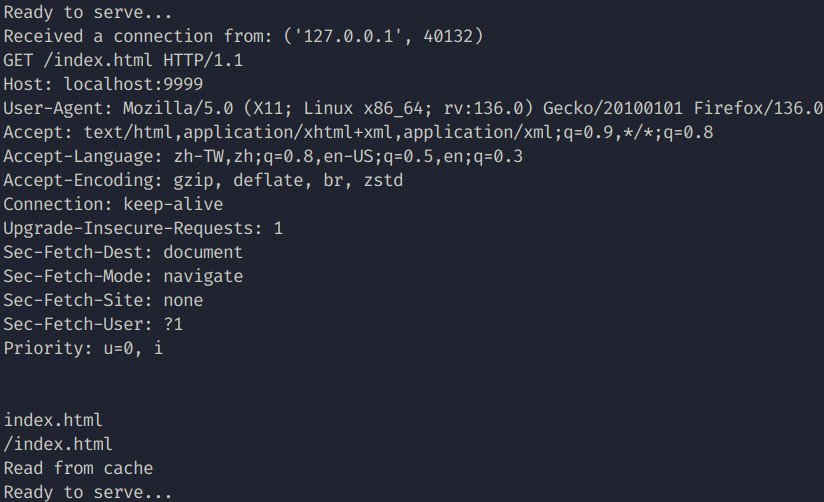 Ready to serve...
Received a connection from: ('127.0.0.1', 40132)
GET /index.html HTTP/1.1
Host: localhost:9999
User-Agent: Mozilla/5.0 (X11; Linux x86_64; rv:136.0) Gecko/20100101 Firefox/136.0
Accept: text/html,application/xhtml+xml,application/xml;q=0.9,*/*;q=0.8
Accept-Language: zh-TW,zh;q=0.8,en-US;q=0.5,en;q=0.3
Accept-Encoding: gzip, deflate, br, zstd
Connection: keep-alive
Upgrade-Insecure-Requests: 1
Sec-Fetch-Dest: document
Sec-Fetch-Mode: navigate
Sec-Fetch-Site: none
Sec-Fetch-User: ?1
Priority: u=0, i
index.html
/index.html
Read from cache
Ready to serve...